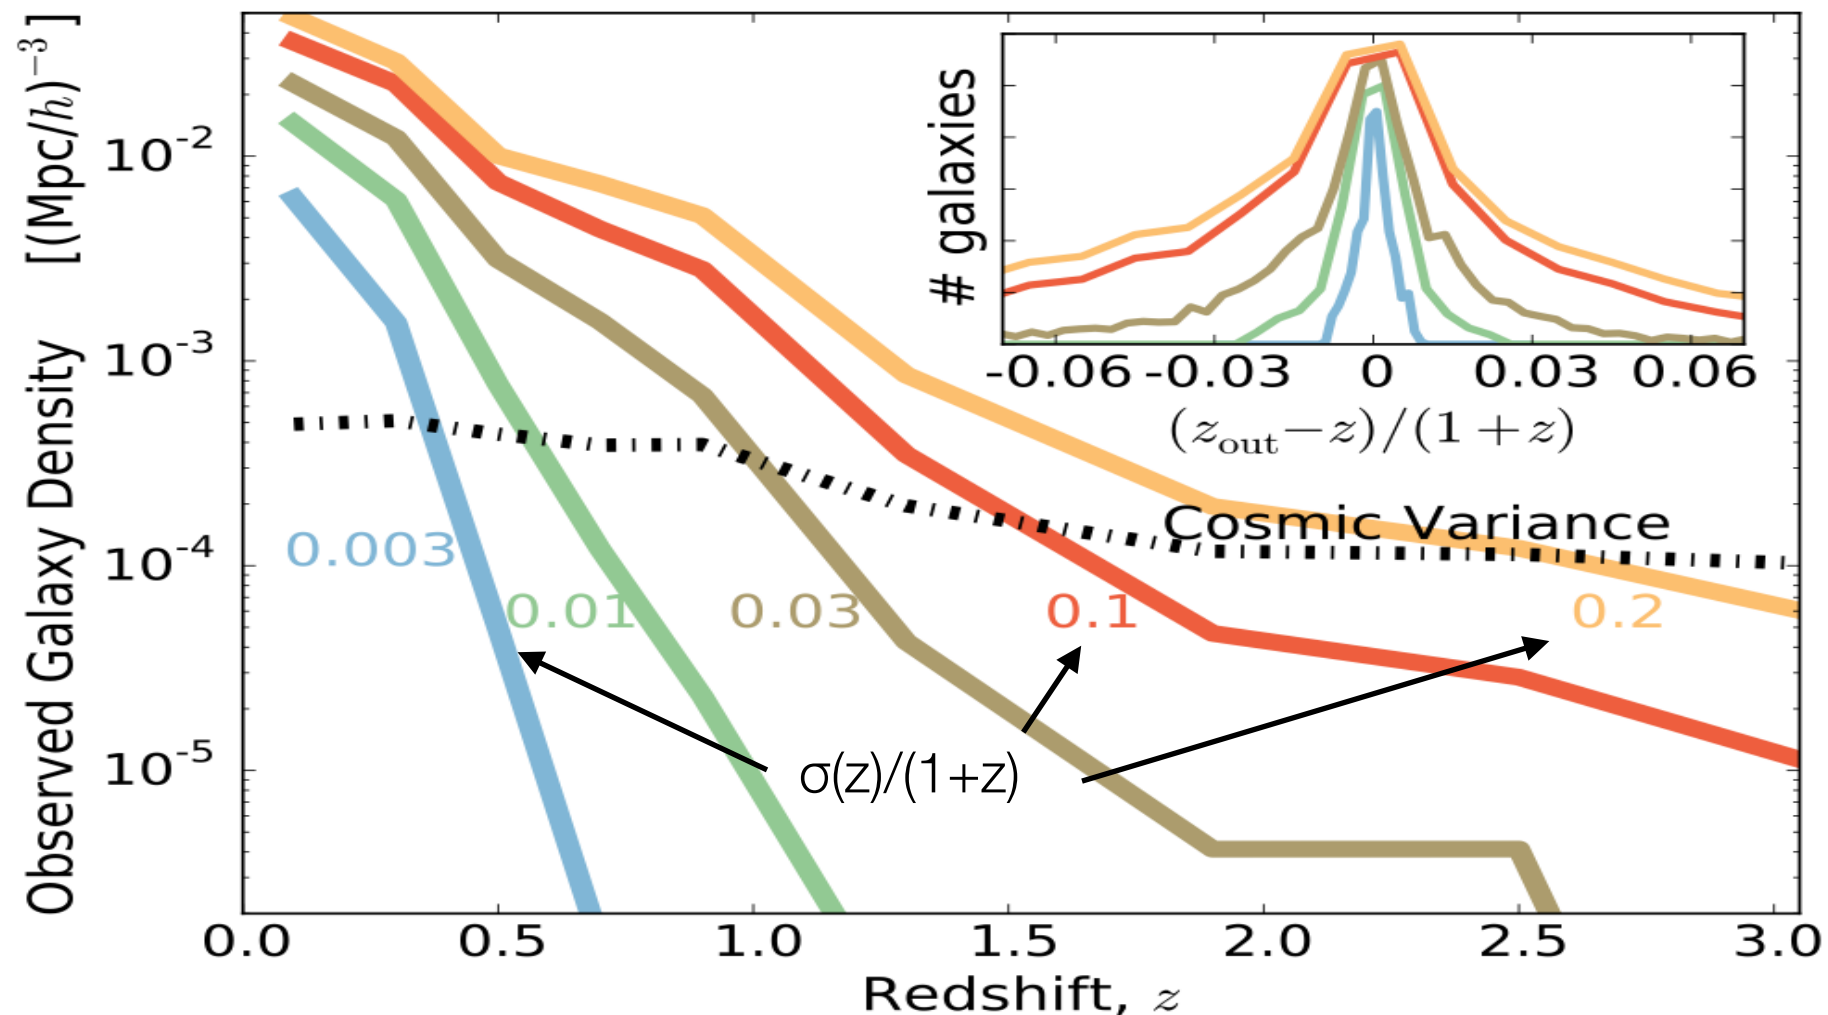 Observed Galaxy Density [(Mpc/h)⁻³]
10⁻²
10⁻³
10⁻⁴
10⁻⁵
# galaxies
-0.06 -0.03 0 0.03 0.06
(z_out−z)/(1+z)
Cosmic Variance
0.003
0.01 0.03 0.1 0.2
σ(z)/(1+z)
0.0 0.5 1.0 1.5 2.0 2.5 3.0
Redshift, z